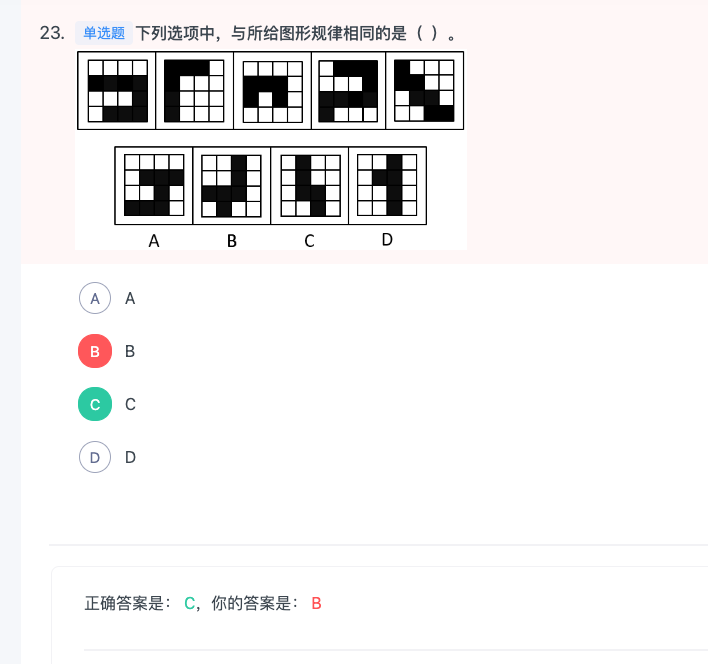 23. 单选题 下列选项中，与所给图形规律相同的是（ ）。
A B C D
A A
B B
C C
D D
正确答案是： C，你的答案是： B